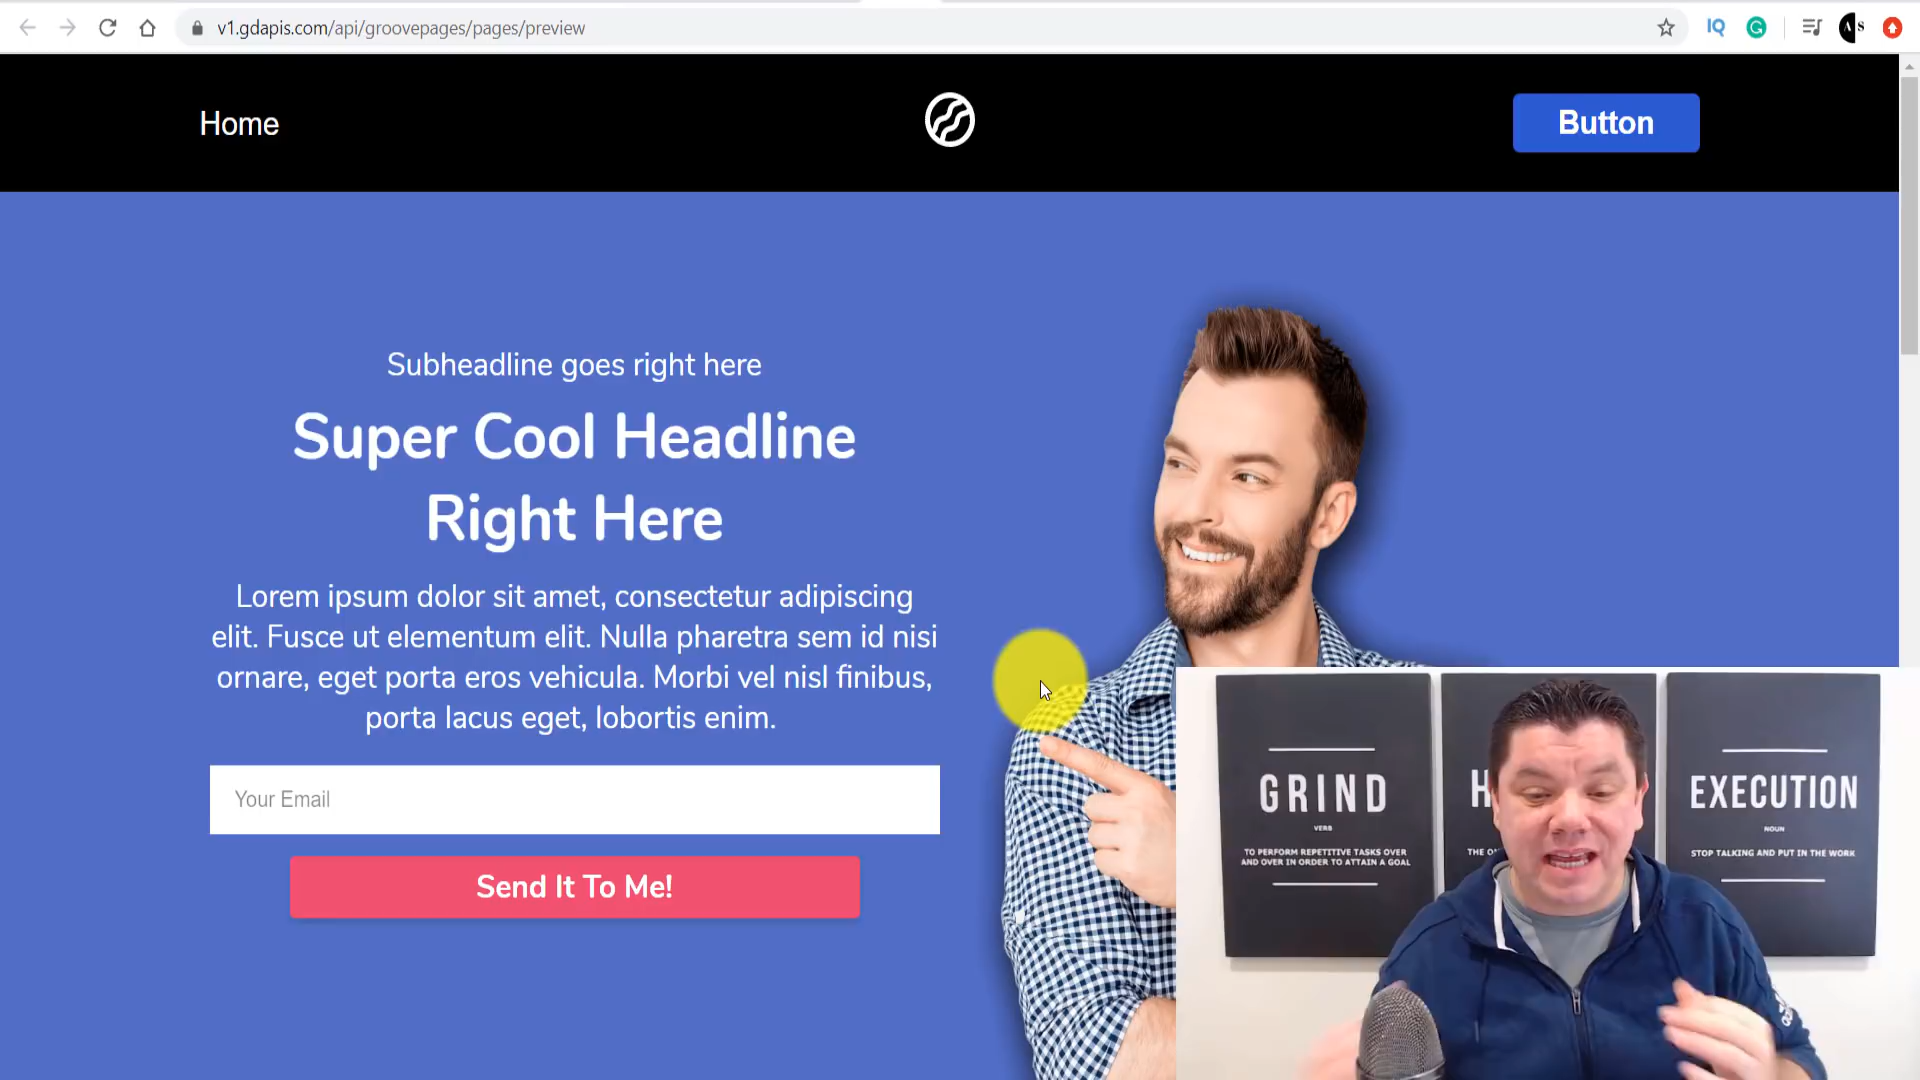 v1.gdapis.com/api/groovepages/pages/preview
IQ
G
A S
Home
Button
Subheadline goes right here
Super Cool Headline
Right Here
Lorem ipsum dolor sit amet, consectetur adipiscing
elit. Fusce ut elementum elit. Nulla pharetra sem id nisi
ornare, eget porta eros vehicula. Morbi vel nisl finibus,
porta lacus eget, lobortis enim.
Your Email
Send It To Me!
GRIND
VERB
TO PERFORM REPETITIVE TASKS OVER
AND OVER IN ORDER TO ATTAIN A GOAL
H
THE
EXECUTION
NOUN
STOP TALKING AND PUT IN THE WORK